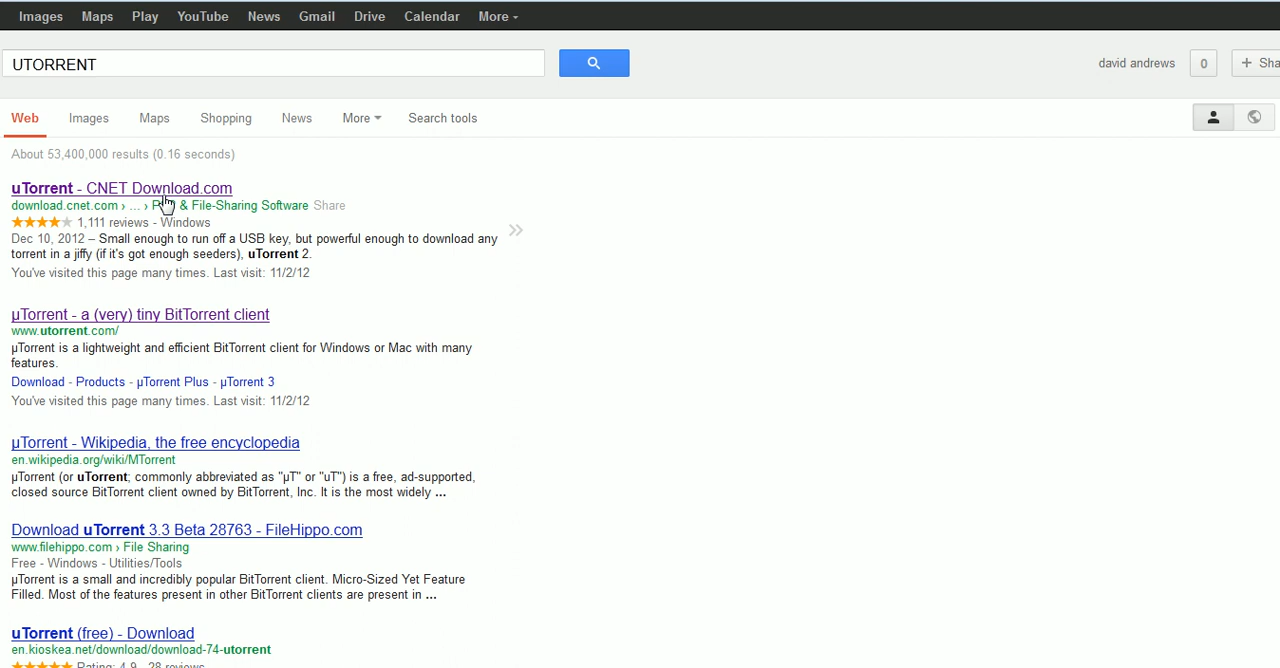 Images Maps Play YouTube News Gmail Drive Calendar More
UTORRENT
david andrews 0 + Sha
Web Images Maps Shopping News More Search tools
About 53,400,000 results (0.16 seconds)
uTorrent - CNET Download.com
download.cnet.com › ... › & File-Sharing Software Share
1,111 reviews - Windows
Dec 10, 2012 – Small enough to run off a USB key, but powerful enough to download any
torrent in a jiffy (if it's got enough seeders), uTorrent 2.
You've visited this page many times. Last visit: 11/2/12
µTorrent - a (very) tiny BitTorrent client
www.utorrent.com/
µTorrent is a lightweight and efficient BitTorrent client for Windows or Mac with many
features.
Download - Products - µTorrent Plus - µTorrent 3
You've visited this page many times. Last visit: 11/2/12
µTorrent - Wikipedia, the free encyclopedia
en.wikipedia.org/wiki/MTorrent
µTorrent (or uTorrent; commonly abbreviated as "µT" or "uT") is a free, ad-supported,
closed source BitTorrent client owned by BitTorrent, Inc. It is the most widely ...
Download uTorrent 3.3 Beta 28763 - FileHippo.com
www.filehippo.com › File Sharing
Free - Windows - Utilities/Tools
µTorrent is a small and incredibly popular BitTorrent client. Micro-Sized Yet Feature
Filled. Most of the features present in other BitTorrent clients are present in ...
uTorrent (free) - Download
en.kioskea.net/download/download-74-utorrent
Rating: 4.9 - 28 reviews